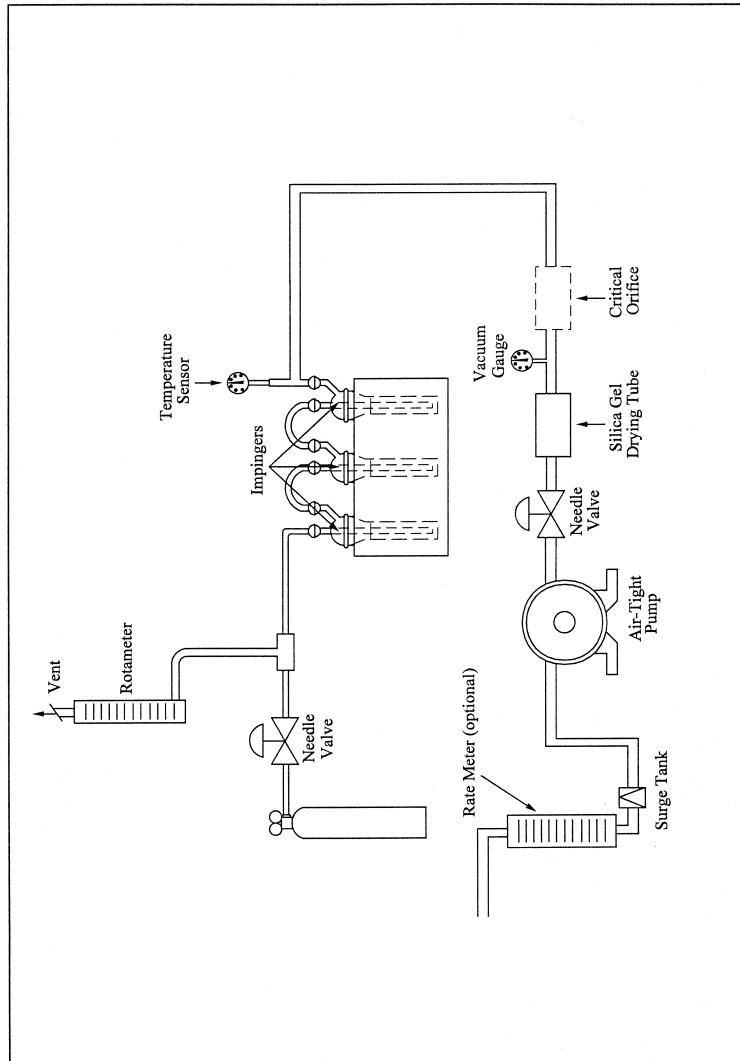 Vent
Rotameter
Needle
Valve
Impingers
Temperature
Sensor
Rate Meter (optional)
Surge Tank
Air-Tight
Pump
Needle
Valve
Silica Gel
Drying Tube
Vacuum
Gauge
Critical
Orifice